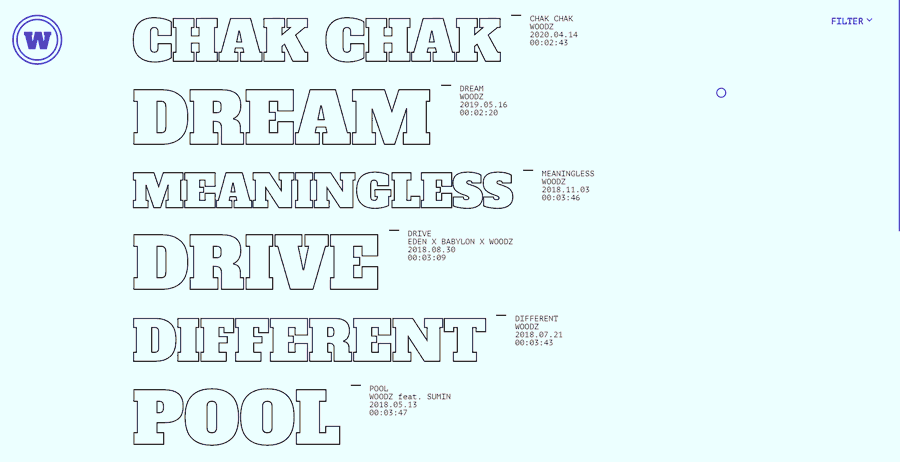 W
FILTER
CHAK CHAK
CHAK CHAK
WOODZ
2020.04.14
00:02:43
DREAM
DREAM
WOODZ
2019.05.16
00:02:20
MEANINGLESS
MEANINGLESS
WOODZ
2018.11.03
00:03:46
DRIVE
DRIVE
EDEN X BABYLON X WOODZ
2018.08.30
00:03:09
DIFFERENT
DIFFERENT
WOODZ
2018.07.21
00:03:43
POOL
POOL
WOODZ feat. SUMIN
2018.05.13
00:03:47